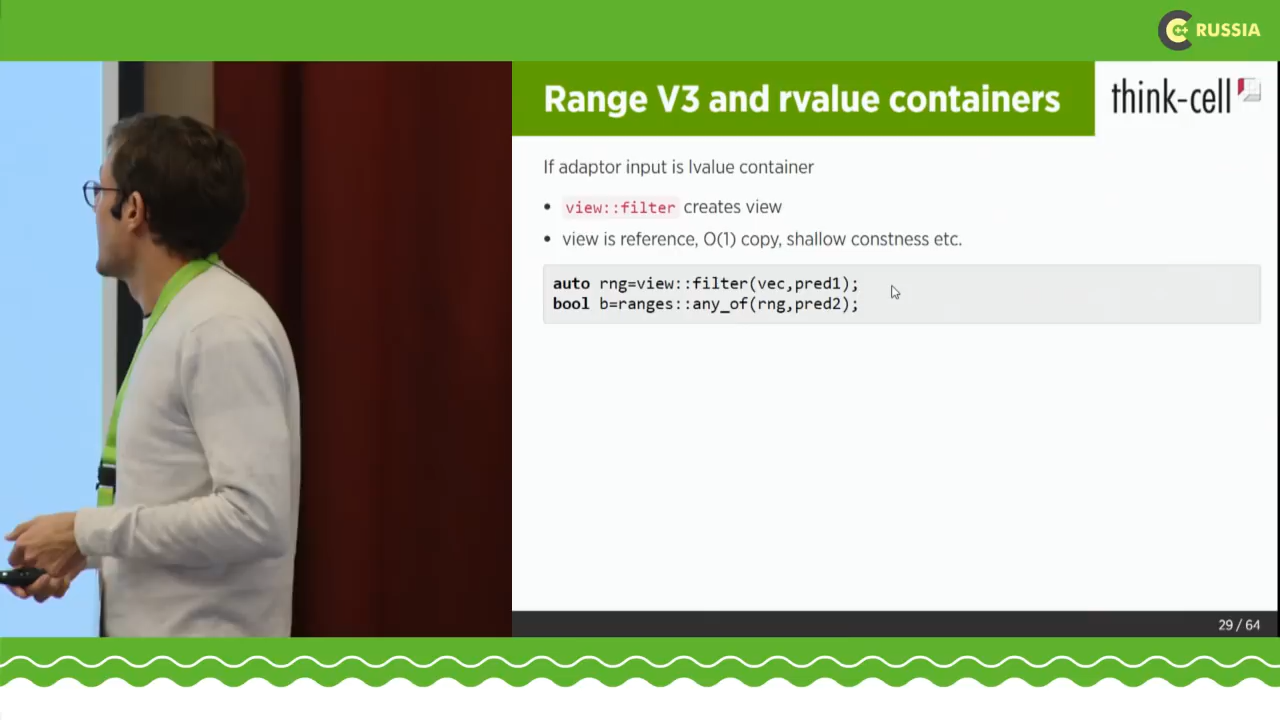 C++ RUSSIA
Range V3 and rvalue containers
think-cell
If adaptor input is lvalue container
• view::filter creates view
• view is reference, O(1) copy, shallow constness etc.
auto rng=view::filter(vec,pred1);
bool b=ranges::any_of(rng,pred2);
29 / 64